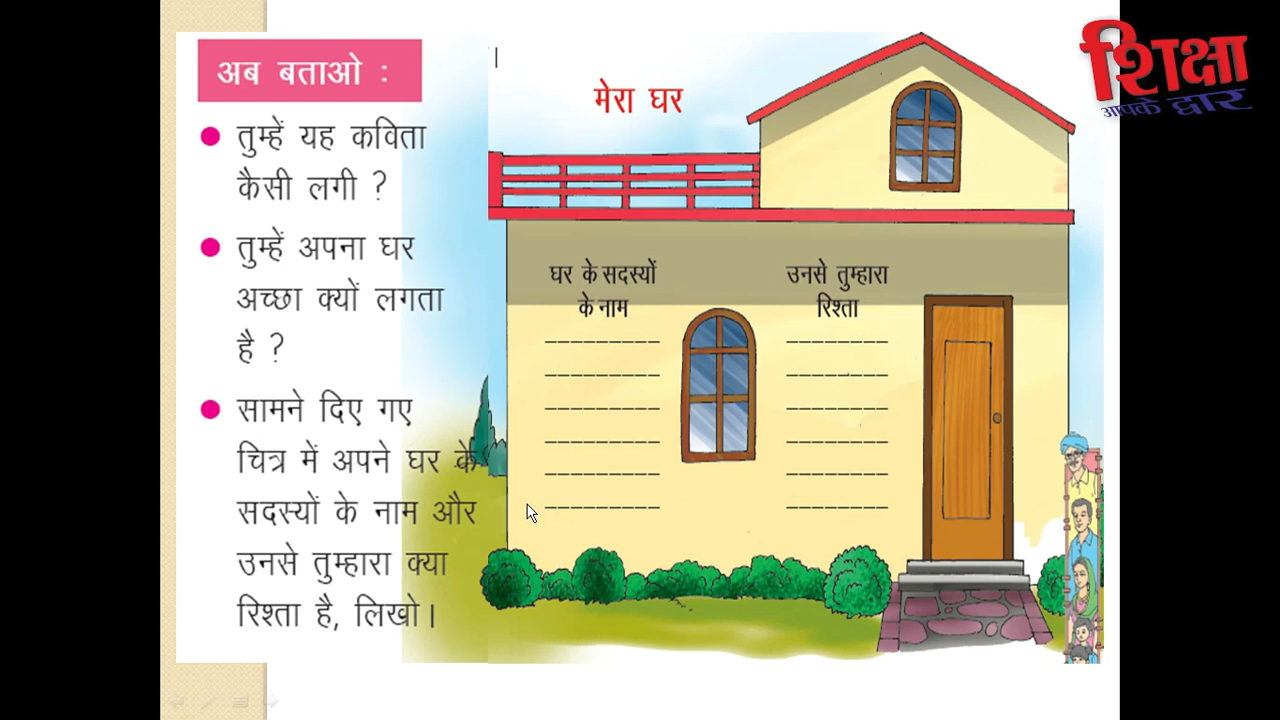 अब बताओ :
तुम्हें यह कविता
कैसी लगी ?
तुम्हें अपना घर
अच्छा क्यों लगता
है ?
सामने दिए गए
चित्र में अपने घर के
सदस्यों के नाम और
उनसे तुम्हारा क्या
रिश्ता है, लिखो।
मेरा घर
घर के सदस्यों
के नाम
उनसे तुम्हारा
रिश्ता
शिक्षा
आपके द्वार